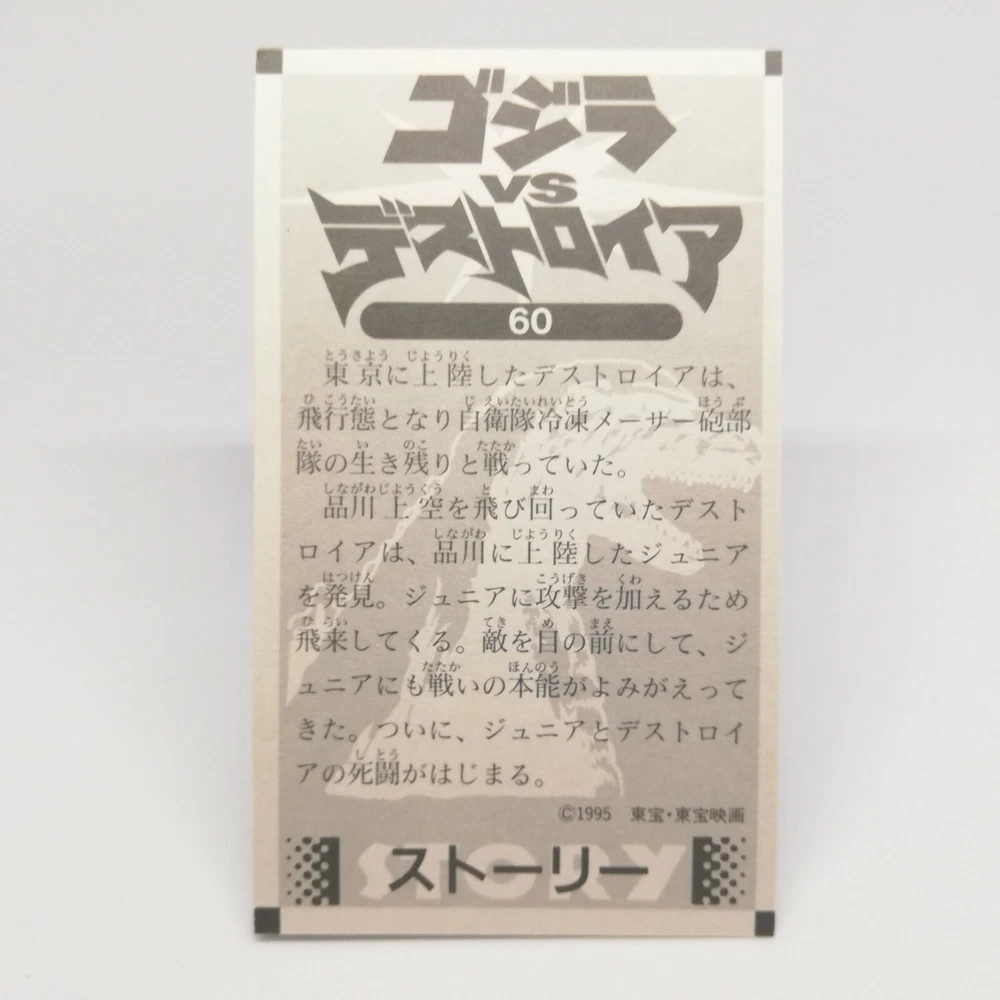 ゴジラ
VS
デストロイア
60
東京に上陸したデストロイアは、
飛行態となり自衛隊冷凍メーサー砲部
隊の生き残りと戦っていた。
品川上空を飛び回っていたデスト
ロイアは、品川に上陸したジュニア
を発見。ジュニアに攻撃を加えるため
飛来してくる。敵を目の前にして、ジ
ュニアにも戦いの本能がよみがえって
きた。ついに、ジュニアとデストロイ
アの死闘がはじまる。
©1995 東宝・東宝映画
STORY
ストーリー